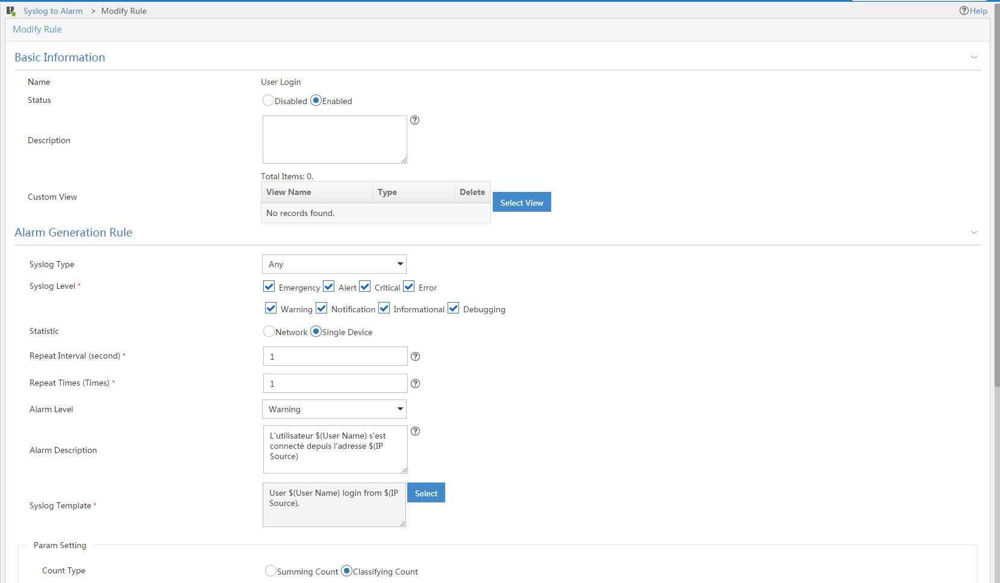 Syslog to Alarm > Modify Rule
Help
Modify Rule
Basic Information
Name
User Login
Status
Disabled Enabled
Description
Total Items: 0.
Custom View
View Name Type Delete
No records found.
Select View
Alarm Generation Rule
Syslog Type
Any
Syslog Level *
Emergency Alert Critical Error
Warning Notification Informational Debugging
Statistic
Network Single Device
Repeat Interval (second) *
1
Repeat Times (Times) *
1
Alarm Level
Warning
Alarm Description
L'utilisateur $(User Name) s'est
connecté depuis l'adresse $(IP
Source)
Syslog Template *
User $(User Name) login from $(IP
Source).
Select
Param Setting
Count Type
Summing Count Classifying Count